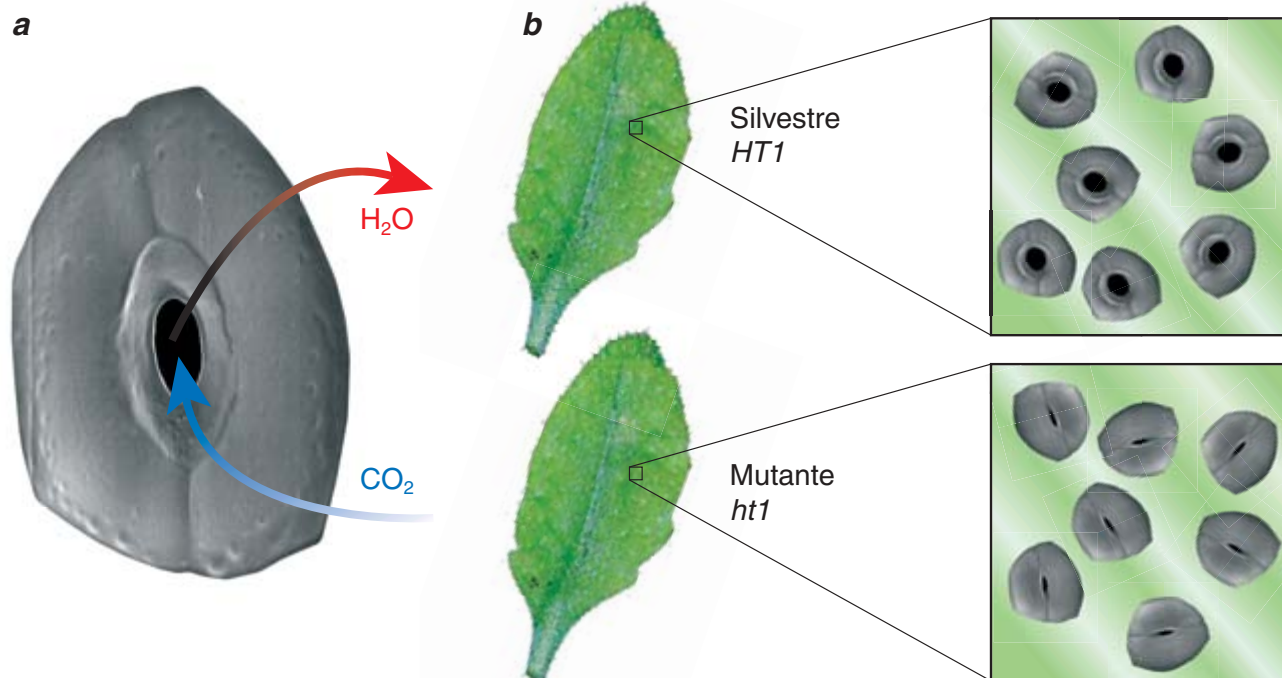 a
b
H₂O
CO₂
Silvestre
HT1
Mutante
ht1